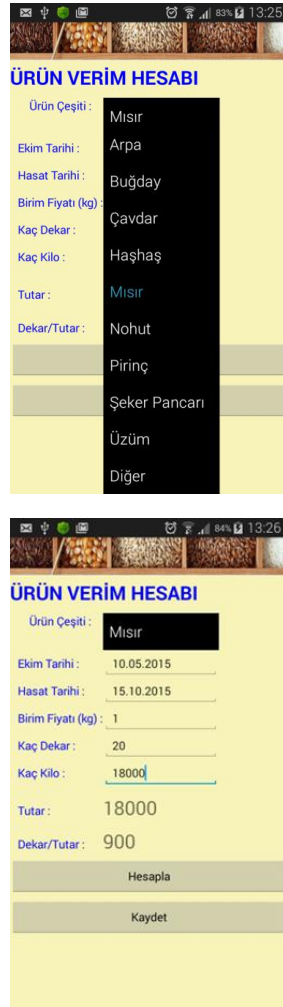 83% 13:25
ÜRÜN VERİM HESABI
Ürün Çeşiti :
Mısır
Arpa
Ekim Tarihi :
Hasat Tarihi :
Buğday
Birim Fiyatı (kg) :
Çavdar
Kaç Dekar :
Kaç Kilo :
Haşhaş
Tutar :
Mısır
Dekar/Tutar :
Nohut
Pirinç
Şeker Pancarı
Üzüm
Diğer
84% 13:26
ÜRÜN VERİM HESABI
Ürün Çeşiti :
Mısır
Ekim Tarihi : 10.05.2015
Hasat Tarihi : 15.10.2015
Birim Fiyatı (kg) : 1
Kaç Dekar : 20
Kaç Kilo : 18000
Tutar : 18000
Dekar/Tutar : 900
Hesapla
Kaydet